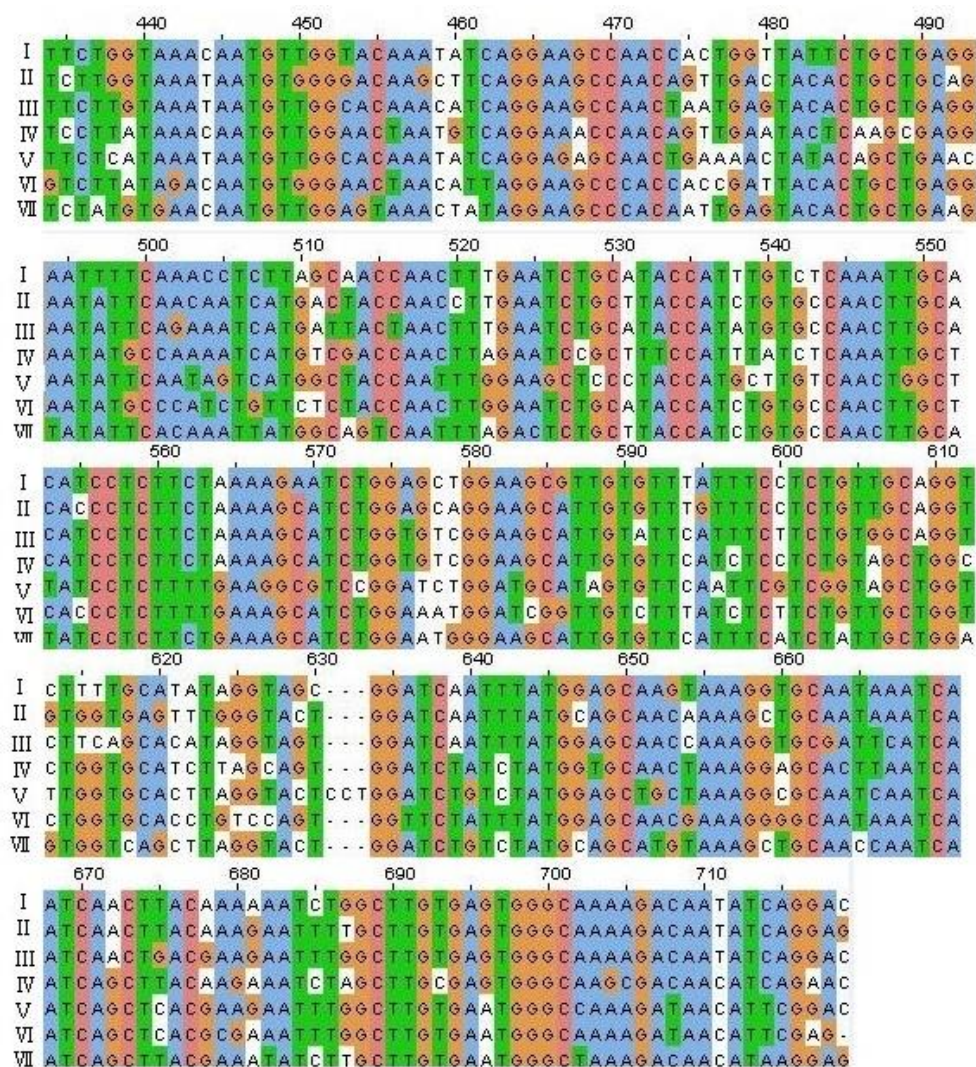 440 450 460 470 480 490
I TTCTGGTAAACAATGTTGGTACAAATATCAGGAAGCCAACCACTGGTTATTCTGCTGAGG
II TCTTGGTAAATAATGTGGGGACAAGCTTCAGGAAGCCAACAGTTGACTACACTGCTGCAG
III TTCTTGTAAATAATGTTGGCACAAACATCAGGAAGCCAACTAATGAGTACACTGCTGAGG
IV TCCTTATAAACAATGTTGGAACTAATGTCAGGAAACCAACAGTTGAATACTCAAGCGAGG
V TTCTCATAAATAATGTTGGCACAAATATCAGGAGAGCAACTGAAAACTATACAGCTGAAC
VI GTCTTATAGACAATGTGGGAACTAACATTAGGAAGCCCACCACCGATTACACTGCTGAGG
VII TCTATGTGAACAATGTTGGAGTAAACTATAGGAAGCCCACAATTGAGTACACTGCTGAAG
500 510 520 530 540 550
I AATTTTCAAACCTCTTAGCAACCAACTTTGAATCTGCATACCATTTGTCTCAAATTGCA
II AATATTCAACAATCATGACTACCAACCTTGAATCTGCTTACCATCTGTGCCAACTTGCA
III AATATTCAGAAATCATGATTACTAACTTTGAATCTGCATACCATATGTGCCAACTTGCA
IV AATATGCCAAAATCATGTCGACCAACTTAGAATCCGCTTTCCATTTATCTCAAATTGCT
V AATATTCAATAGTCATGGCTACCAATTTGGAAGCTCCCTACCATGCTTGTCAACTGGCT
VI AATATGCCCATCTGTTCTCTACCAACTTGGAATCTGCATACCATCTGTGCCAACTTGCT
VII TATATTCACAAATTATGGCAGTCAATTTAGACTCTGCTTACCATCTGTGCCAACTTGCA
560 570 580 590 600 610
I CATCCTCTTCTAAAAGAATCTGGAGCTGGAAGCGTTGTGTTTATTTCCTCTGTTGCAGGT
II CACCCTCTTCTAAAAGCATCTGGAGCAGGAAGCATTGTGTTTGTTTCCTCTGTTGCAGGT
III CATCCTCTTCTAAAAGCATCTGGTGTCGGAAGCATTGTATTCATTTCTTCTGTGGCAGGT
IV CATCCTCTTCTAAAAGCATCTGGAGTCGGAAGCATTGTGTTCATCTCCTCTGTAGCTGGC
V TATCCTCTTTTGAAGGCGTCCGGATCTGGAATGCATAGTGTTCAATTCGTCGGTAGCTGGT
VI CACCCTCTTTTGAAAGCATCTGGAAATGGATCGGTTGTCTTTATCTCTTCTGTTGCTGGT
VII TATCCTCTTCTGAAAGCATCTGGAATGGGAAGCATTGTGTTCATTTCATCTATTGCTGGA
620 630 640 650 660
I CTTTTGCATATAGGTAGC---GGATCAATTTATGGAGCAAGTAAAGGTGCAATAAATCA
II GTGGTGAGTTTGGGTACT---GGATCAATTTATGCAGCAACAAAAGCTGCAATAAATCA
III CTTCAGCACATAGGTAGT---GGATCAATTTATGGAGCAACCAAAGGTGCGATTCATCA
IV CTGGTGCATCTTAGCAGT---GGATCTATCTATGGTGCAACTAAAGGAGCACTTAATCA
V TTGGTGCACTTAGGTACTCCTGGATCTGTCTATGGAGCTGCTAAAGGCGCAATCAATCA
VI CTGGTGCACCTGTCCAGT---GGTTCTATTTATGGAGCAACGAAAGGGGCAATAAATCA
VII GTGGTCAGCTTAGGTACT---GGATCTGTCTATGCAGCATGTAAAGCTGCAACCAATCA
670 680 690 700 710
I ATCAACTTACAAAAAATCTGGCTTGTGAGTGGGCAAAAGACAATATCAGGAC
II ATCAACTTACAAAGAATTTTGCTTGTGAGTGGGCAAAAGACAATATCAGGAG
III ATCAACTGACGAAGAATTTGGCTTGTGAGTGGGCAAAAGACAATATCAGGAC
IV ATCAGCTTACAAGAAATCTAGCTTGCGAGTGGGCAAGCGACAACATCAGAAC
V ATCAGCTCACGAAGAATTTGGCTTGTGAATGGGCCAAAGATAACATTCGGAC
VI ATCAGCTCACGCGAAATTTGGCTTGTGAATGGGCAAAAGATAACATTCGAG-
VII ATCAGCTTACGAAATATCTTGCTTGTGAATGGGCTAAAGACAACATAAGGAG